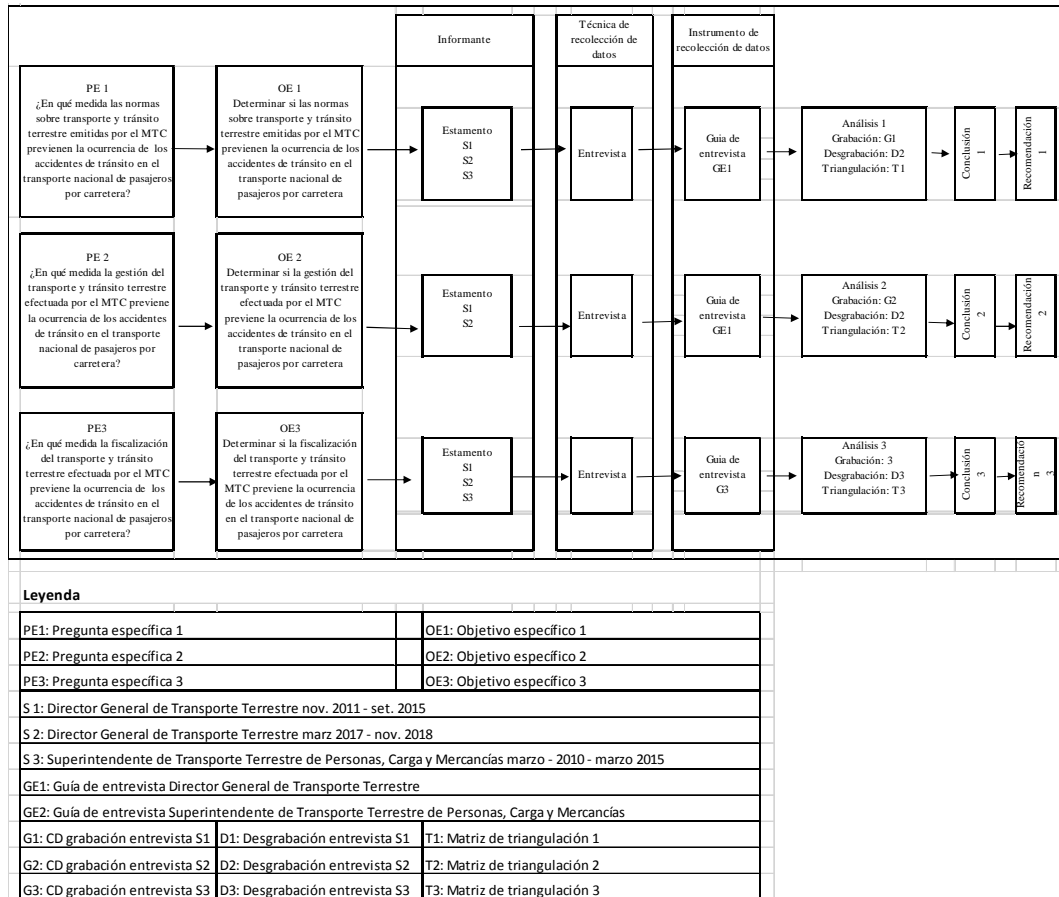 Informante
Técnica de
recolección de
datos
Instrumento de
recolección de datos
PE 1
¿En qué medida las normas
sobre transporte y tránsito
terrestre emitidas por el MTC
previenen la ocurrencia de los
accidentes de tránsito en el
transporte nacional de pasajeros
por carretera?
OE 1
Determinar si las normas
sobre transporte y tránsito
terrestre emitidas por el MTC
previenen la ocurrencia de los
accidentes de tránsito en el
transporte nacional de
pasajeros por carretera
Estamento
S1
S2
S3
Entrevista
Guia de
entrevista
GE1
Análisis 1
Grabación: G1
Desgrabación: D2
Triangulación: T1
Conclusión
1
Recomendación
1
PE 2
¿En qué medida la gestión del
transporte y tránsito terrestre
efectuada por el MTC previene
la ocurrencia de los accidentes
de tránsito en el transporte
nacional de pasajeros por
carretera?
OE 2
Determinar si la gestión del
transporte y tránsito terrestre
efectuada por el MTC
previene la ocurrencia de los
accidentes de tránsito en el
transporte nacional de
pasajeros por carretera
Estamento
S1
S2
Entrevista
Guia de
entrevista
GE1
Análisis 2
Grabación: G2
Desgrabación: D2
Triangulación: T2
Conclusión
2
Recomendación
2
PE3
¿En qué medida la fiscalización
del transporte y tránsito
terrestre efectuada por el MTC
previene la ocurrencia de los
accidentes de tránsito en el
transporte nacional de pasajeros
por carretera?
OE3
Determinar si la fiscalización
del transporte y tránsito
terrestre efectuada por el
MTC previene la ocurrencia
de los accidentes de tránsito
en el transporte nacional de
pasajeros por carretera
Estamento
S1
S2
S3
Entrevista
Guia de
entrevista
G3
Análisis 3
Grabación: 3
Desgrabación: D3
Triangulación: T3
Conclusión
3
Recomendació
n
3
Leyenda
PE1: Pregunta específica 1 OE1: Objetivo específico 1
PE2: Pregunta específica 2 OE2: Objetivo específico 2
PE3: Pregunta específica 3 OE3: Objetivo específico 3
S 1: Director General de Transporte Terrestre nov. 2011 - set. 2015
S 2: Director General de Transporte Terrestre marz 2017 - nov. 2018
S 3: Superintendente de Transporte Terrestre de Personas, Carga y Mercancías marzo - 2010 - marzo 2015
GE1: Guía de entrevista Director General de Transporte Terrestre
GE2: Guía de entrevista Superintendente de Transporte Terrestre de Personas, Carga y Mercancías
G1: CD grabación entrevista S1 D1: Desgrabación entrevista S1 T1: Matriz de triangulación 1
G2: CD grabación entrevista S2 D2: Desgrabación entrevista S2 T2: Matriz de triangulación 2
G3: CD grabación entrevista S3 D3: Desgrabación entrevista S3 T3: Matriz de triangulación 3